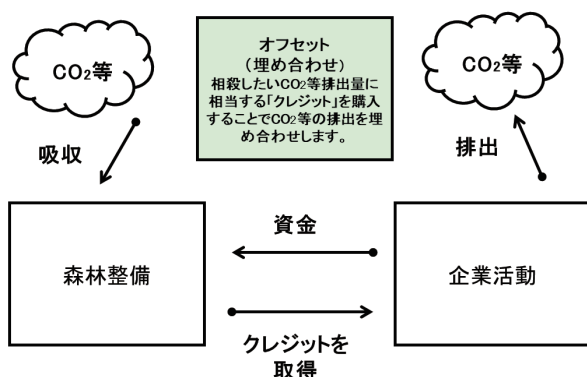 CO₂等
オフセット
(埋め合わせ)
相殺したいCO₂等排出量に
相当する「クレジット」を購入
することでCO₂等の排出を埋
め合わせします。
CO₂等
吸収
排出
資金
森林整備
企業活動
クレジットを
取得